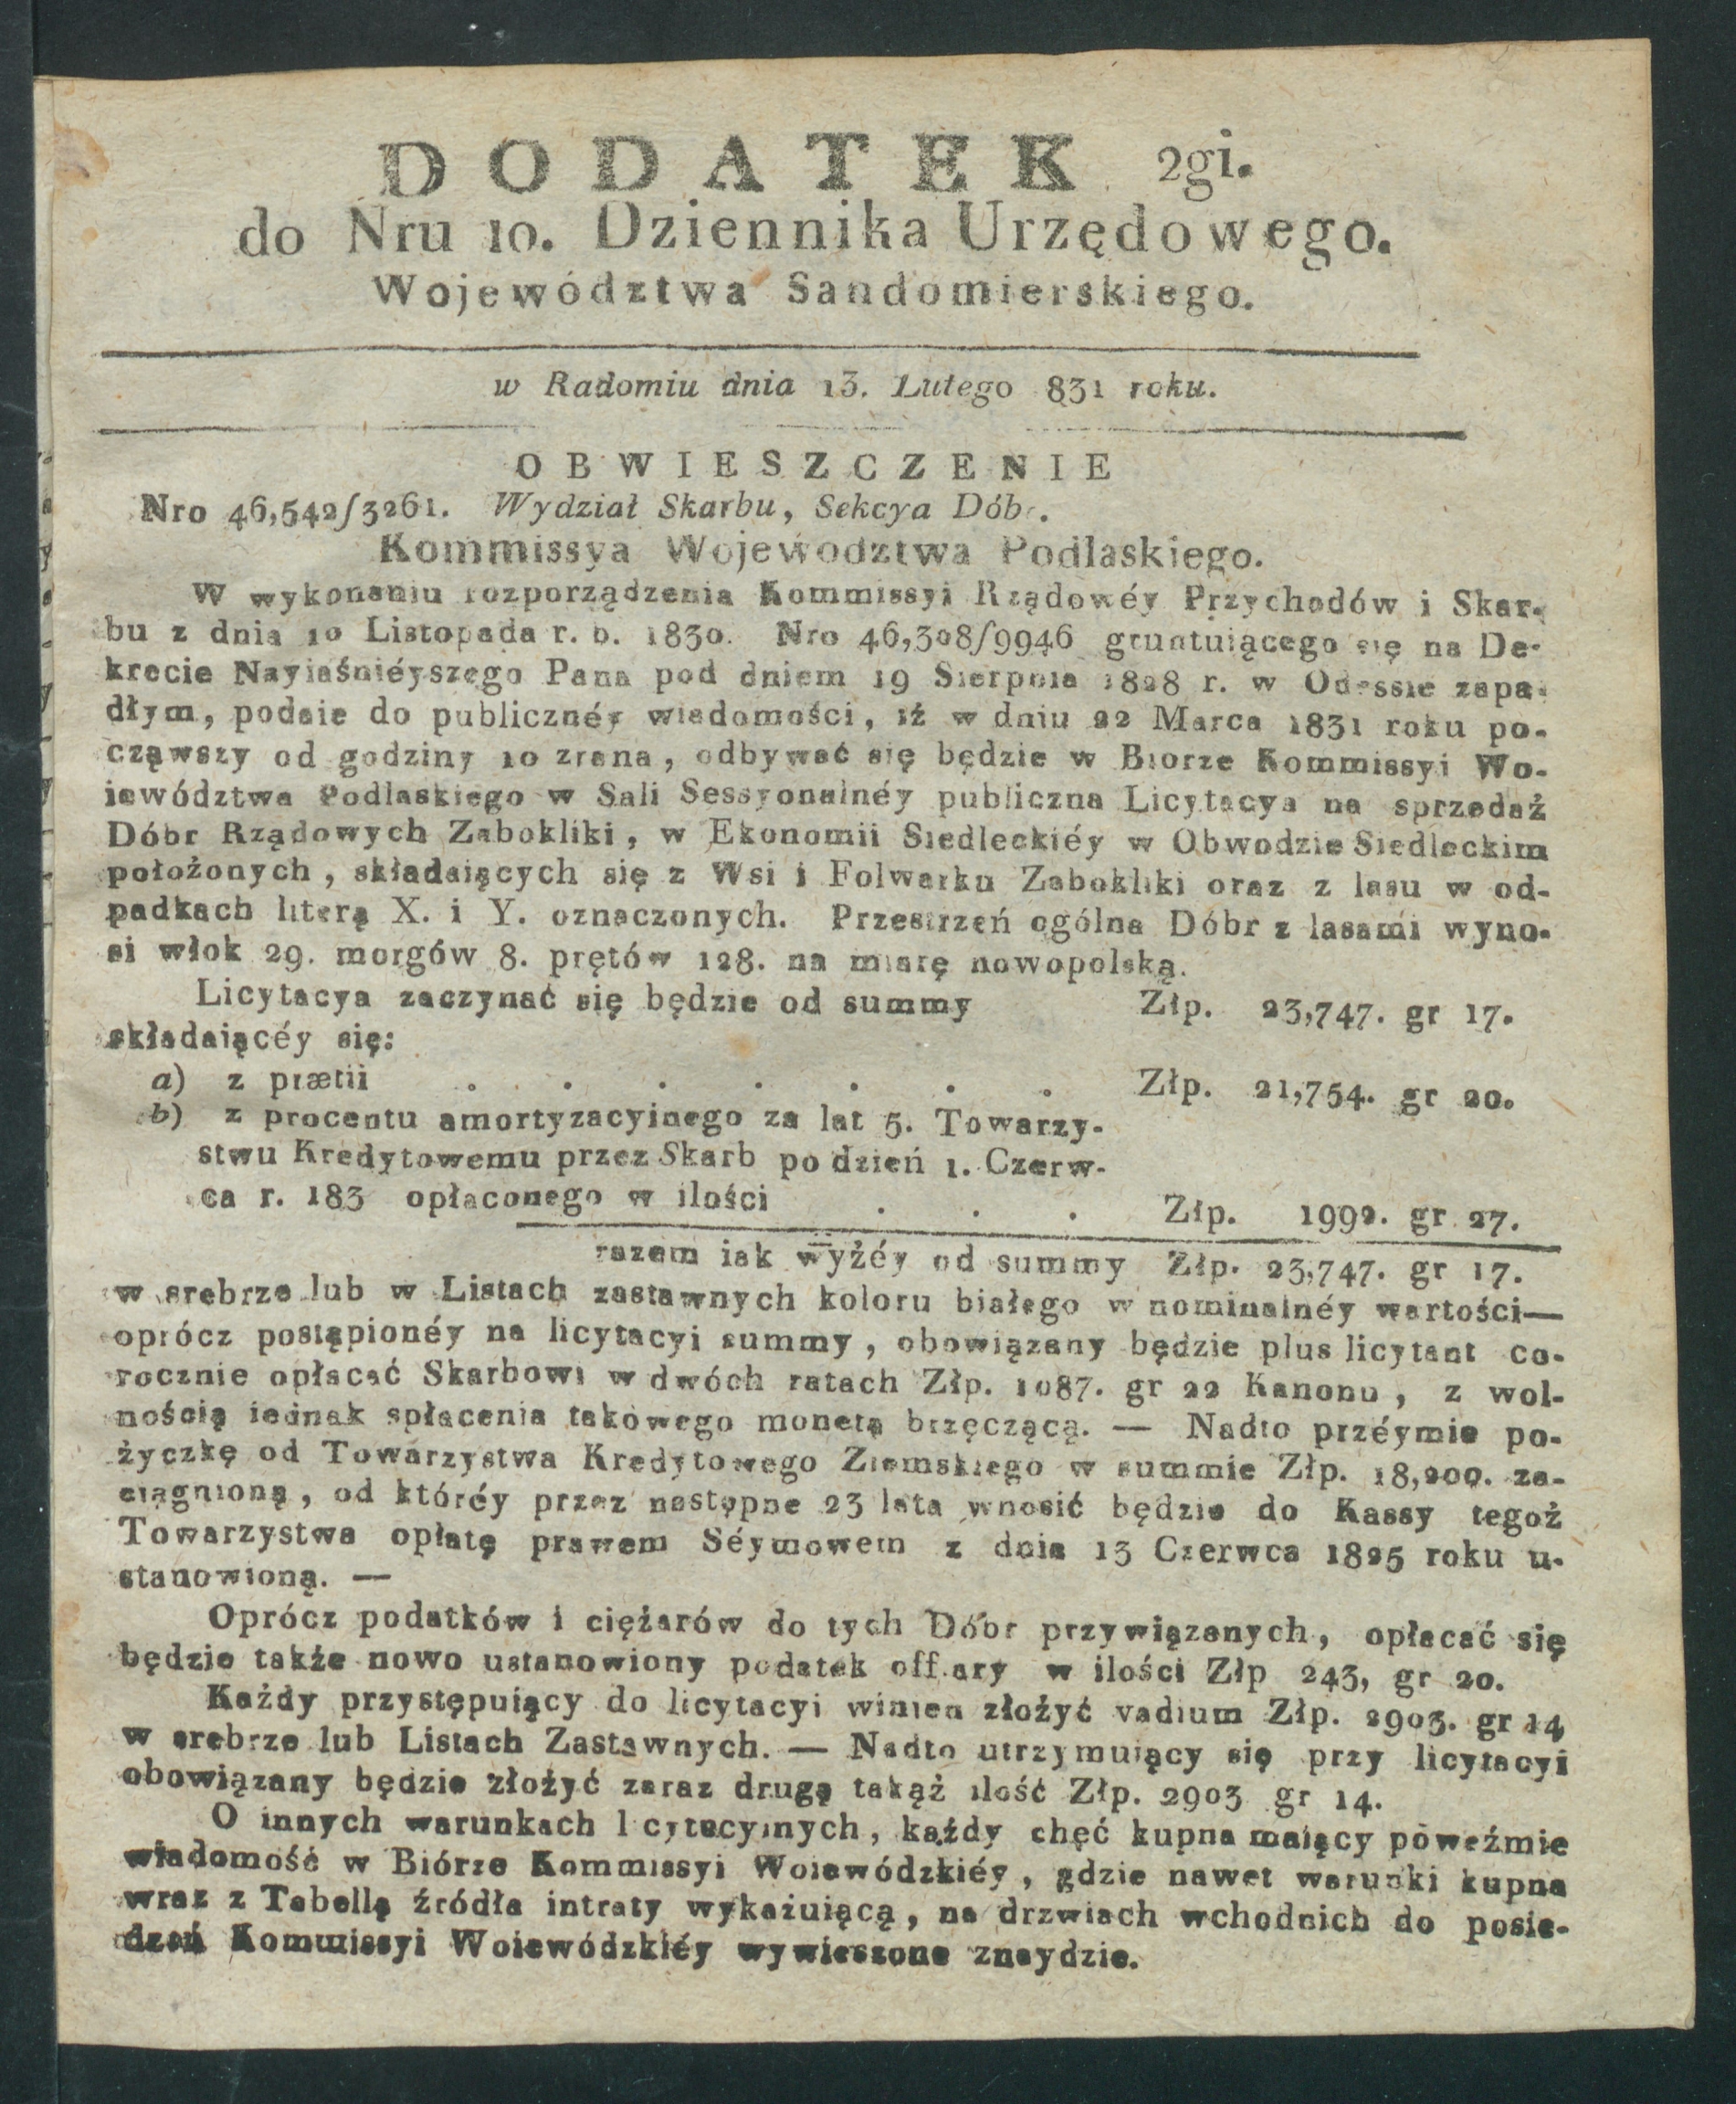 DODATEK 2gi.
do Nru 10. Dziennika Urzędowego.
Województwa Sandomierskiego.
w Radomiu dnia 13. Lutego 831 roku.
OBWIESZCZENIE
Nro 46,542/3261. Wydział Skarbu, Sekcya Dóbr.
Kommissya Województwa Podlaskiego.
W wykonaniu rozporządzenia Kommissyi Rządowéy Przychodów i Skar-
bu z dnia 10 Listopada r. b. 1830. Nro 46,308/9946 gruntuiącego się na De-
krecie Nayiaśniéyszego Pana pod dniem 19 Sierpnia 1828 r. w Odessie zapa-
dłym, podaie do publicznéy wiadomości, iż w dniu 22 Marca 1831 roku po-
cząwszy od godziny 10 zrana, odbywać się będzie w Biorze Kommissyi Wo-
iewództwa Podlaskiego w Sali Sessyonalnéy publiczna Licytacya na sprzedaż
Dóbr Rządowych Zabokliki, w Ekonomii Siedleckiéy w Obwodzie Siedleckim
położonych, składaiących się z Wsi i Folwarku Zabokliki oraz z lasu w od-
padkach literą X. i Y. oznaczonych. Przestrzeń ogólna Dóbr z lasami wyno-
si włok 29. morgów 8. prętów 128. na miarę nowopolską.
Licytacya zaczynać się będzie od summy Złp. 23,747. gr 17.
składaiącéy się:
a) z prætii . . . . . . . Złp. 21,754. gr 20.
b) z procentu amortyzacyinego za lat 5. Towarzy-
stwu Kredytowemu przez Skarb po dzień 1. Czerw-
ca r. 183 opłaconego w ilości . . . Złp. 1992. gr 27.
razem iak wyżéy od summy Złp. 23,747. gr 17.
w srebrze lub w Listach zastawnych koloru białego w nominalnéy wartości—
oprócz postąpionéy na licytacyi summy, obowiązany będzie plus licytant co-
rocznie opłacać Skarbowi w dwóch ratach Złp. 1087. gr 22 Kanonu, z wol-
nością iednak spłacenia takowego monetą brzęczącą. — Nadto przéymie po-
życzkę od Towarzystwa Kredytowego Ziemskiego w summie Złp. 18,200. za-
ciągnioną, od któréy przez następne 23 lata wnosić będzie do Kassy tegoż
Towarzystwa opłatę prawem Séymowem z dnia 13 Czerwca 1825 roku u-
stanowioną. —
Oprócz podatków i ciężarów do tych Dóbr przywiązanych, opłacać się
będzie także nowo ustanowiony podatek offiary w ilości Złp 243, gr 20.
Każdy przystępuiący do licytacyi winien złożyć vadium Złp. 2903. gr 14
w srebrze lub Listach Zastawnych. — Nadto utrzymuiący się przy licytacyi
obowiązany będzie złożyć zaraz drugą takąż ilość Złp. 2903 gr 14.
O innych warunkach licytacyinych, każdy chęć kupna maiący poweźmie
wiadomość w Biórze Kommissyi Woiewódzkiéy, gdzie nawet warunki kupna
wraz z Tabellą źródła intraty wykazuiącą, na drzwiach wchodnich do posie-
dzeń Kommissyi Woiewódzkiéy wywieszone znaydzie.